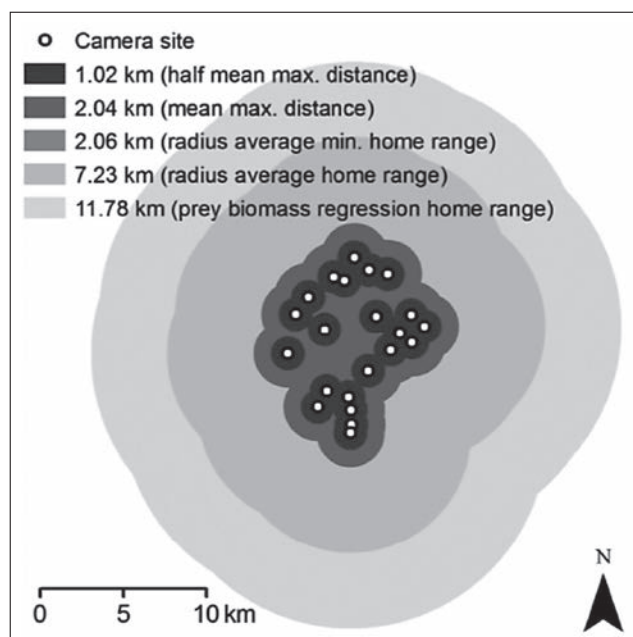 Camera site
1.02 km (half mean max. distance)
2.04 km (mean max. distance)
2.06 km (radius average min. home range)
7.23 km (radius average home range)
11.78 km (prey biomass regression home range)
N
0 5 10 km